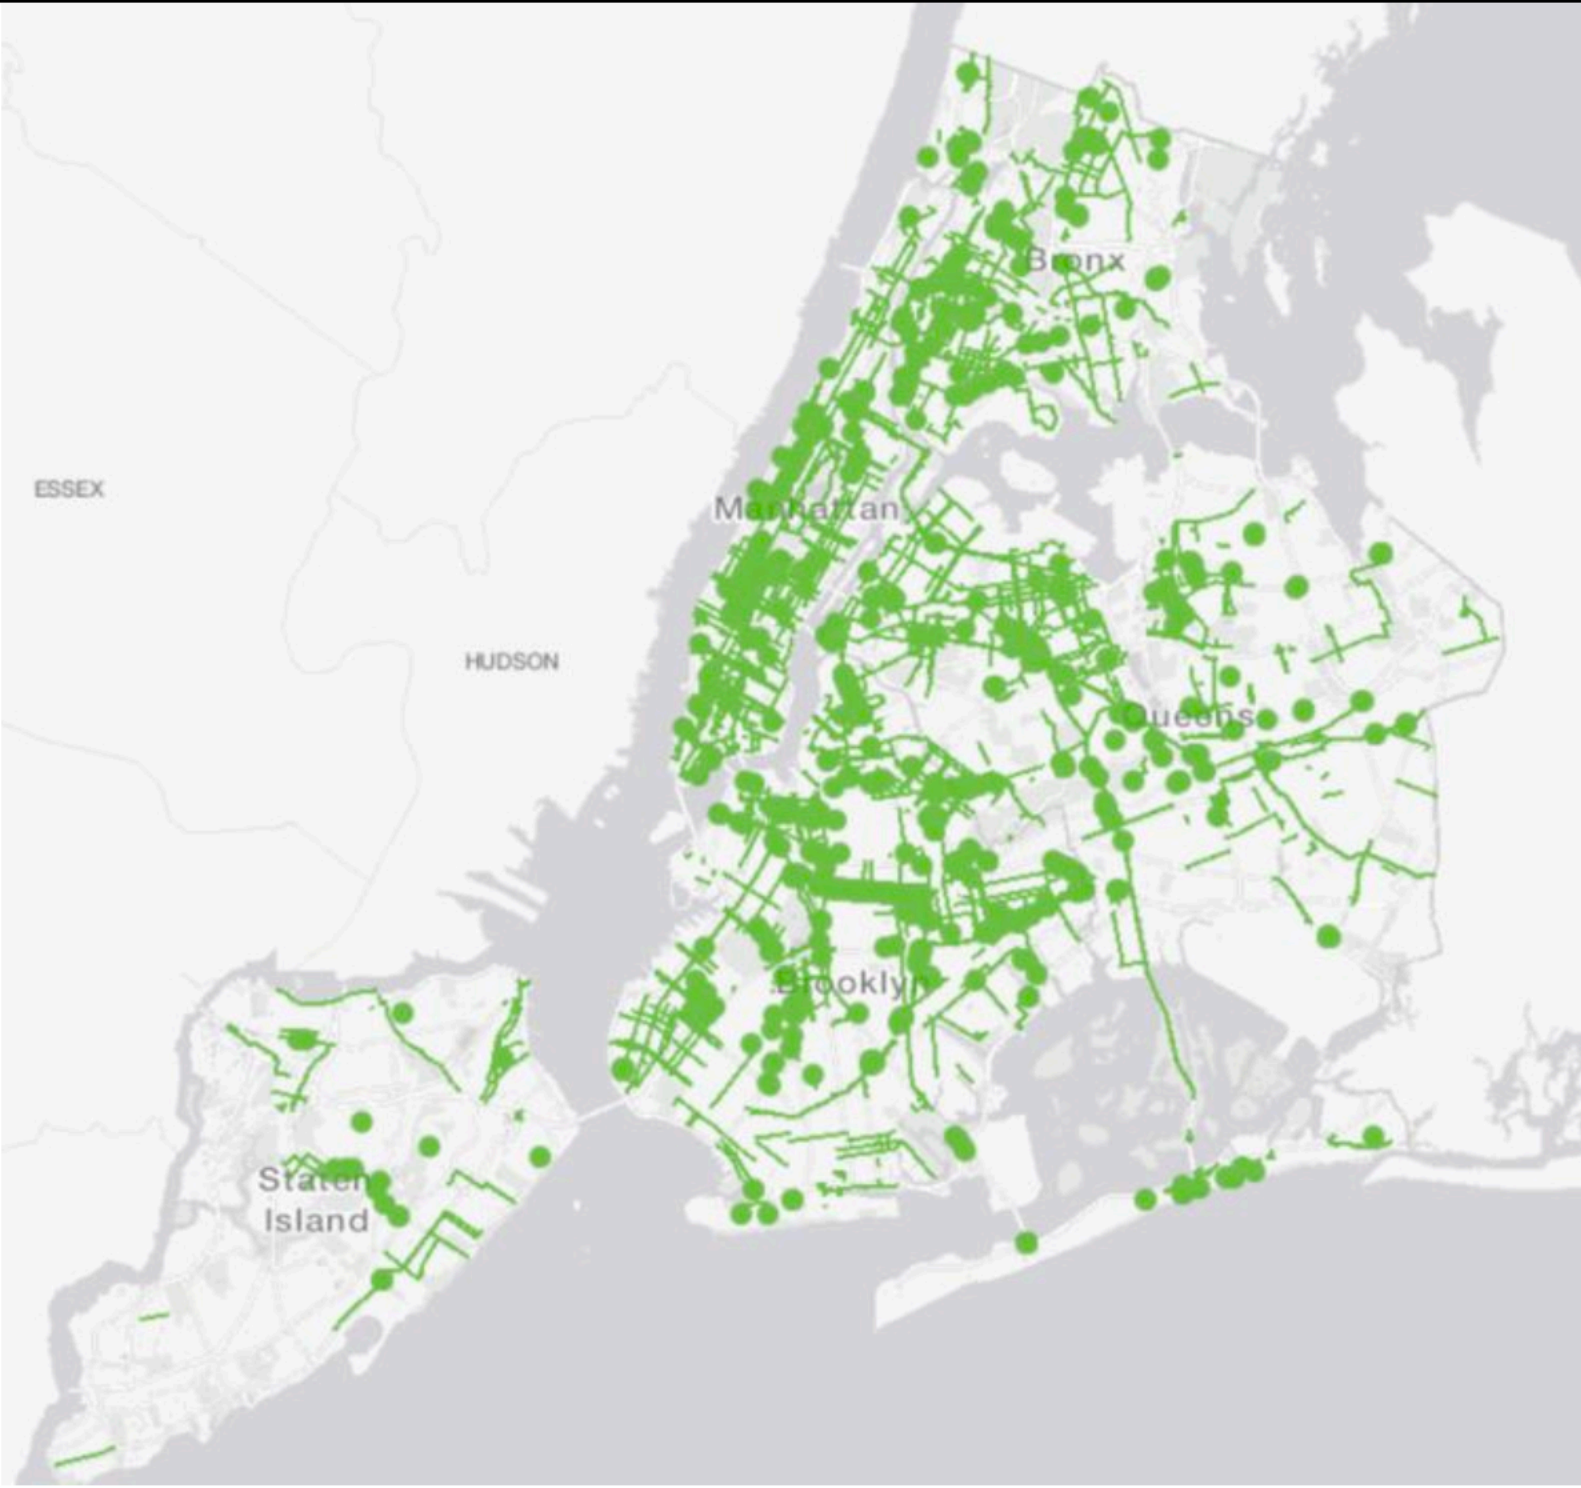 Bronx
ESSEX
Manhattan
HUDSON
Queens
Brooklyn
Staten
Island